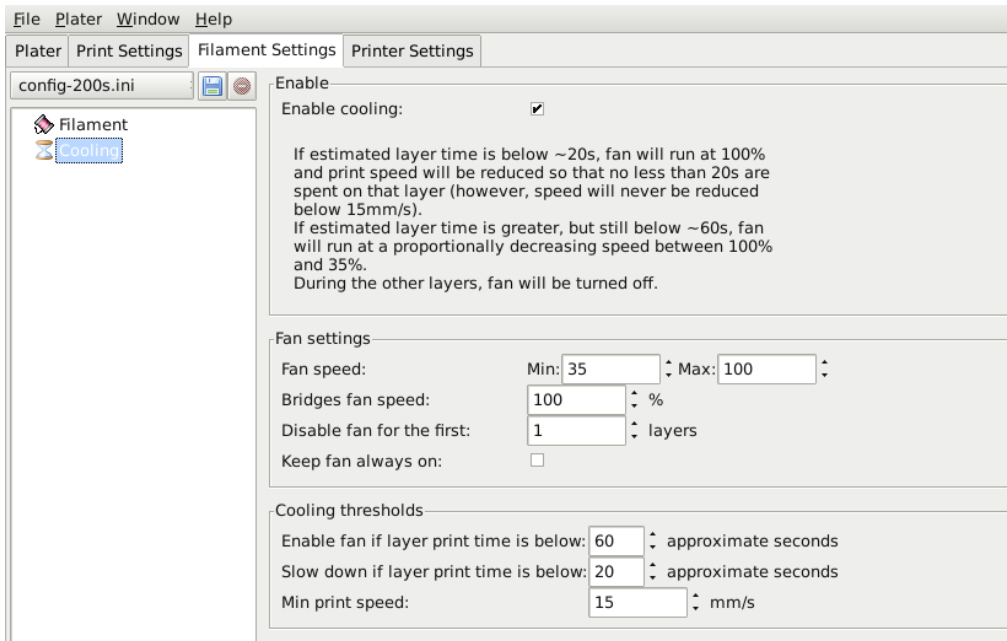 File Plater Window Help
Plater Print Settings Filament Settings Printer Settings
config-200s.ini
Filament
Cooling
Enable
Enable cooling:
If estimated layer time is below ~20s, fan will run at 100%
and print speed will be reduced so that no less than 20s are
spent on that layer (however, speed will never be reduced
below 15mm/s).
If estimated layer time is greater, but still below ~60s, fan
will run at a proportionally decreasing speed between 100%
and 35%.
During the other layers, fan will be turned off.
Fan settings
Fan speed: Min: 35 Max: 100
Bridges fan speed: 100 %
Disable fan for the first: 1 layers
Keep fan always on:
Cooling thresholds
Enable fan if layer print time is below: 60 approximate seconds
Slow down if layer print time is below: 20 approximate seconds
Min print speed: 15 mm/s